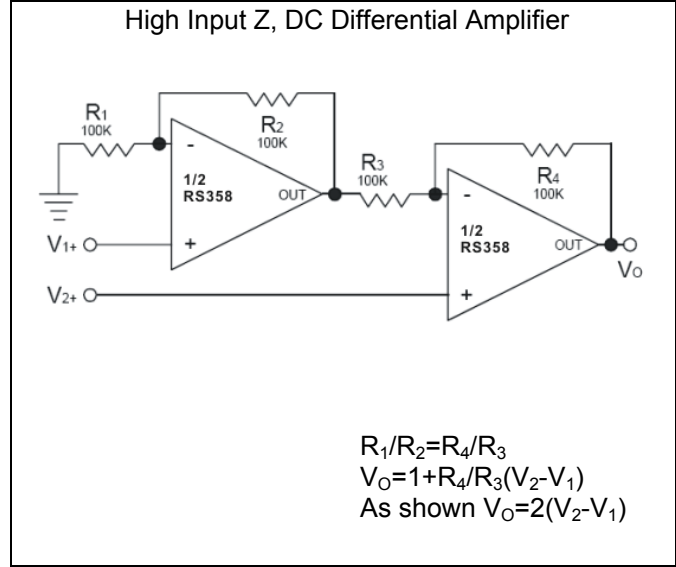 High Input Z, DC Differential Amplifier
R₁
100K
R₂
100K
-
1/2
RS358
OUT
+
R₃
100K
R₄
100K
-
1/2
RS358
OUT
+
V₁₊
V₂₊
Vo
R₁/R₂=R₄/R₃
V₀=1+R₄/R₃(V₂-V₁)
As shown V₀=2(V₂-V₁)